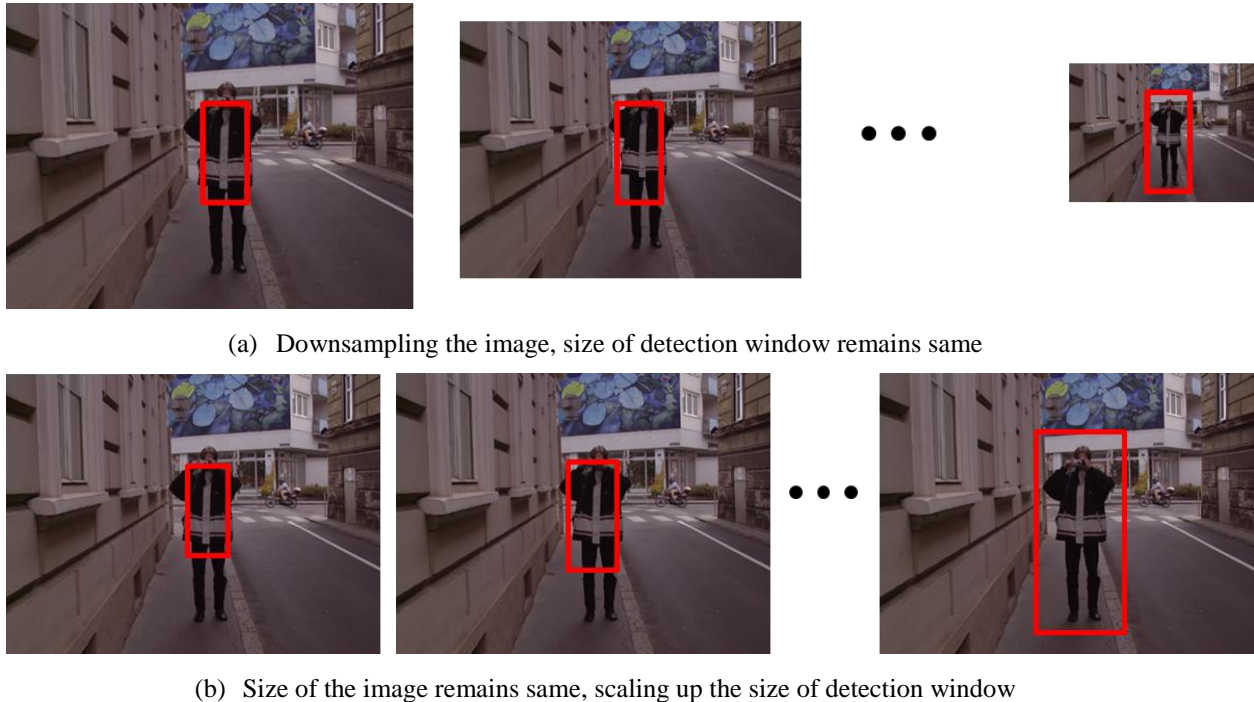 (a) Downsampling the image, size of detection window remains same
(b) Size of the image remains same, scaling up the size of detection window